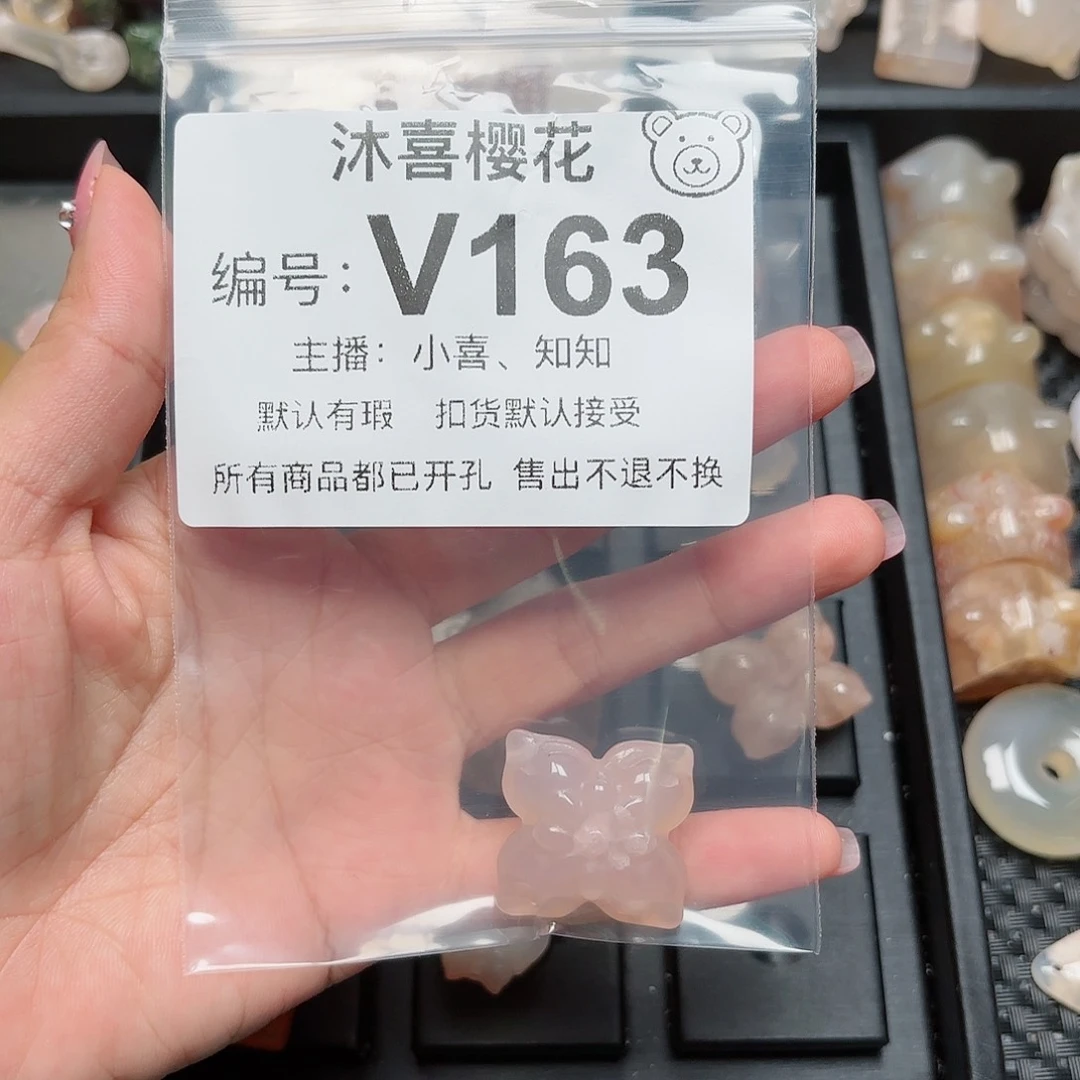 沐喜樱花
编号：V163
主播：小喜、知知
默认有瑕 扣货默认接受
所有商品都已开孔 售出不退不换